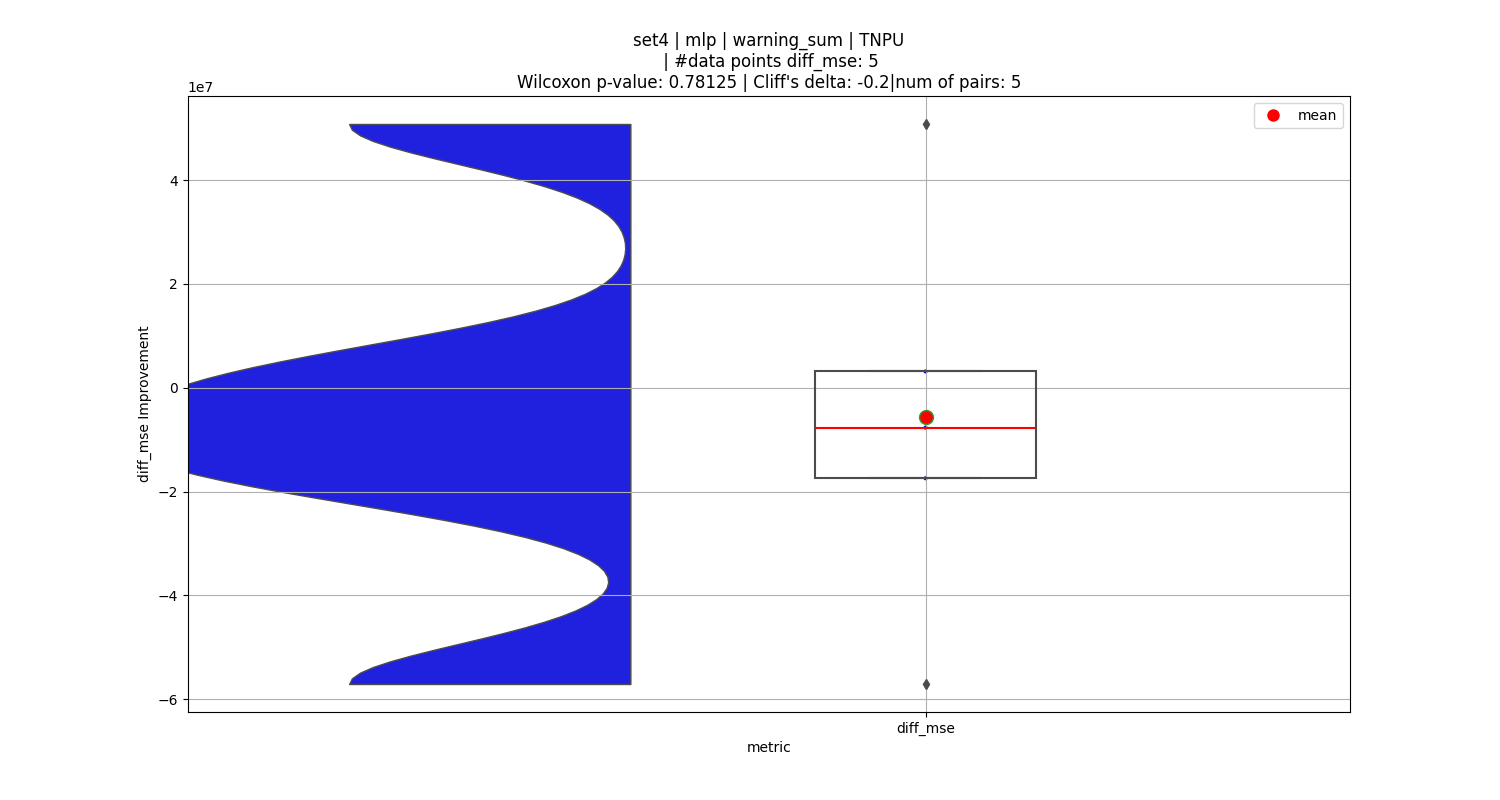 set4 | mlp | warning_sum | TNPU
| #data points diff_mse: 5
Wilcoxon p-value: 0.78125 | Cliff's delta: -0.2|num of pairs: 5
1e7
mean
4
2
0
−2
−4
−6
diff_mse Improvement
diff_mse
metric